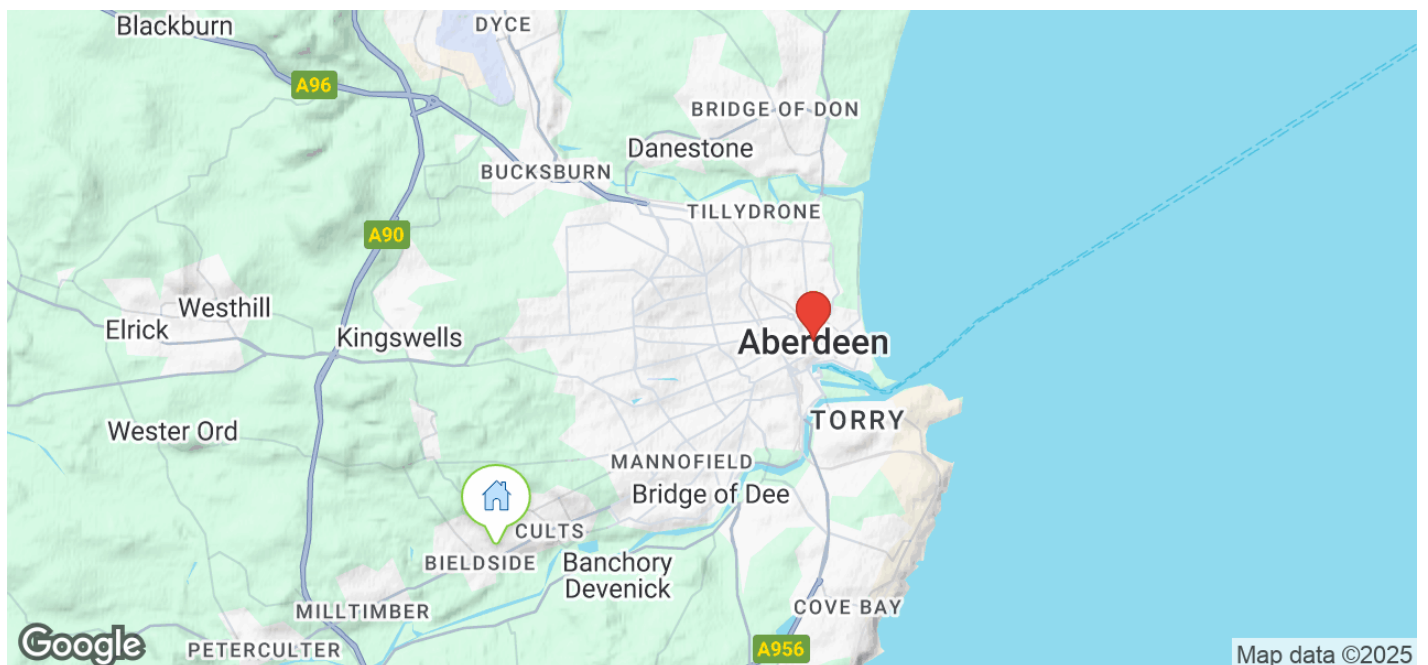 Blackburn
DYCE
A96
BRIDGE OF DON
Danestone
BUCKSBURN
TILLYDRONE
A90
Westhill
Elrick
Kingswells
Aberdeen
TORRY
Wester Ord
MANNOFIELD
Bridge of Dee
CULTS
BIELDSIDE
Banchory
Devenick
MILLTIMBER
COVE BAY
PETERCULTER
A956
Google
Map data ©2025